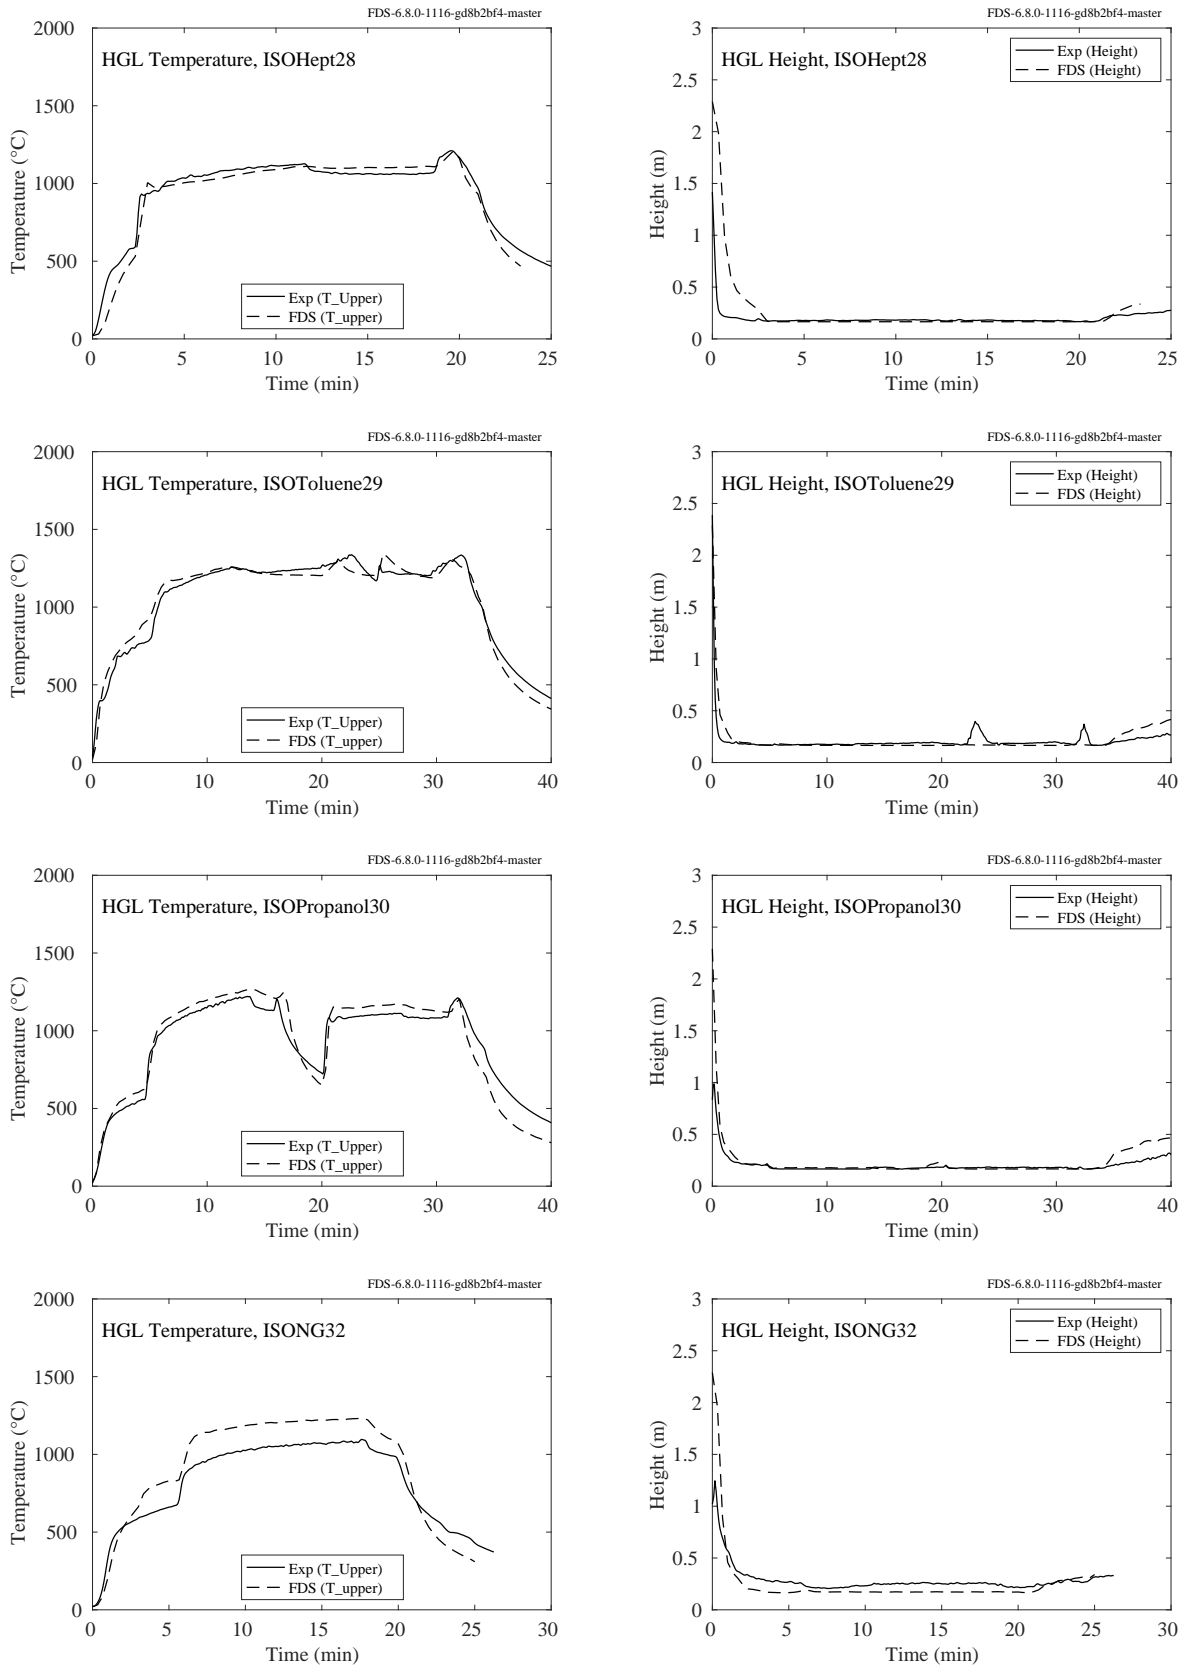 FDS-6.8.0-1116-gd8b2bf4-master
2000
1500
1000
500
0
Temperature (°C)
HGL Temperature, ISOHept28
Exp (T_Upper)
FDS (T_upper)
0 5 10 15 20 25
Time (min)
FDS-6.8.0-1116-gd8b2bf4-master
3
2.5
2
1.5
1
0.5
0
Height (m)
HGL Height, ISOHept28
Exp (Height)
FDS (Height)
0 5 10 15 20 25
Time (min)
FDS-6.8.0-1116-gd8b2bf4-master
2000
1500
1000
500
0
Temperature (°C)
HGL Temperature, ISOToluene29
Exp (T_Upper)
FDS (T_upper)
0 10 20 30 40
Time (min)
FDS-6.8.0-1116-gd8b2bf4-master
3
2.5
2
1.5
1
0.5
0
Height (m)
HGL Height, ISOToluene29
Exp (Height)
FDS (Height)
0 10 20 30 40
Time (min)
FDS-6.8.0-1116-gd8b2bf4-master
2000
1500
1000
500
0
Temperature (°C)
HGL Temperature, ISOPropanol30
Exp (T_Upper)
FDS (T_upper)
0 10 20 30 40
Time (min)
FDS-6.8.0-1116-gd8b2bf4-master
3
2.5
2
1.5
1
0.5
0
Height (m)
HGL Height, ISOPropanol30
Exp (Height)
FDS (Height)
0 10 20 30 40
Time (min)
FDS-6.8.0-1116-gd8b2bf4-master
2000
1500
1000
500
0
Temperature (°C)
HGL Temperature, ISONG32
Exp (T_Upper)
FDS (T_upper)
0 5 10 15 20 25 30
Time (min)
FDS-6.8.0-1116-gd8b2bf4-master
3
2.5
2
1.5
1
0.5
0
Height (m)
HGL Height, ISONG32
Exp (Height)
FDS (Height)
0 5 10 15 20 25 30
Time (min)